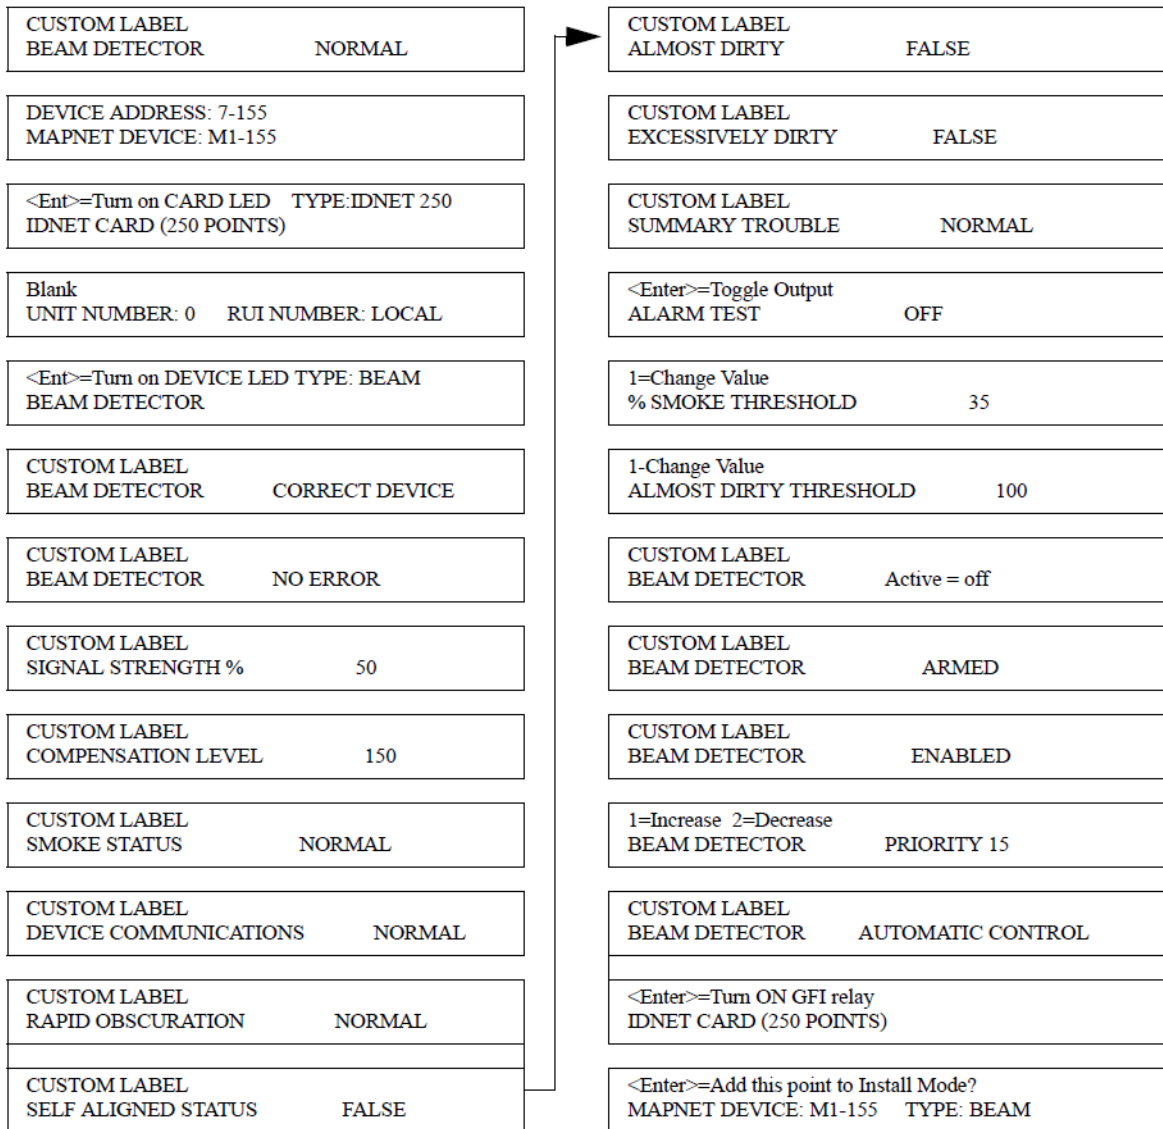 CUSTOM LABEL
BEAM DETECTOR NORMAL
DEVICE ADDRESS: 7-155
MAPNET DEVICE: M1-155
<Ent>=Turn on CARD LED TYPE:IDNET 250
IDNET CARD (250 POINTS)
Blank
UNIT NUMBER: 0 RUI NUMBER: LOCAL
<Ent>=Turn on DEVICE LED TYPE: BEAM
BEAM DETECTOR
CUSTOM LABEL
BEAM DETECTOR CORRECT DEVICE
CUSTOM LABEL
BEAM DETECTOR NO ERROR
CUSTOM LABEL
SIGNAL STRENGTH % 50
CUSTOM LABEL
COMPENSATION LEVEL 150
CUSTOM LABEL
SMOKE STATUS NORMAL
CUSTOM LABEL
DEVICE COMMUNICATIONS NORMAL
CUSTOM LABEL
RAPID OBSCURATION NORMAL
CUSTOM LABEL
SELF ALIGNED STATUS FALSE
CUSTOM LABEL
ALMOST DIRTY FALSE
CUSTOM LABEL
EXCESSIVELY DIRTY FALSE
CUSTOM LABEL
SUMMARY TROUBLE NORMAL
<Enter>=Toggle Output
ALARM TEST OFF
1=Change Value
% SMOKE THRESHOLD 35
1-Change Value
ALMOST DIRTY THRESHOLD 100
CUSTOM LABEL
BEAM DETECTOR Active = off
CUSTOM LABEL
BEAM DETECTOR ARMED
CUSTOM LABEL
BEAM DETECTOR ENABLED
1=Increase 2=Decrease
BEAM DETECTOR PRIORITY 15
CUSTOM LABEL
BEAM DETECTOR AUTOMATIC CONTROL
<Enter>=Turn ON GFI relay
IDNET CARD (250 POINTS)
<Enter>=Add this point to Install Mode?
MAPNET DEVICE: M1-155 TYPE: BEAM